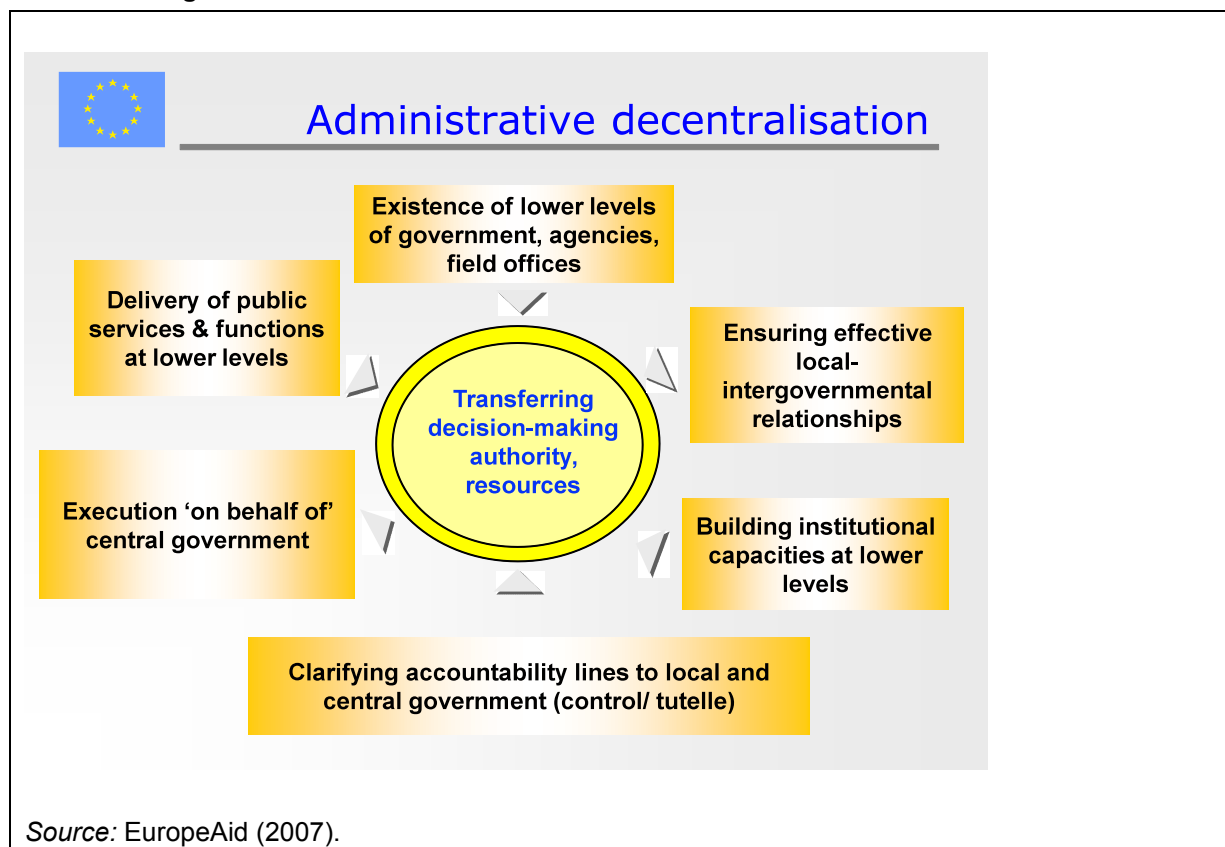 Administrative decentralisation
Existence of lower levels
of government, agencies,
field offices
Delivery of public
services & functions
at lower levels
Ensuring effective
local-
intergovernmental
relationships
Transferring
decision-making
authority,
resources
Execution ‘on behalf of’
central government
Building institutional
capacities at lower
levels
Clarifying accountability lines to local and
central government (control/ tutelle)
Source: EuropeAid (2007).